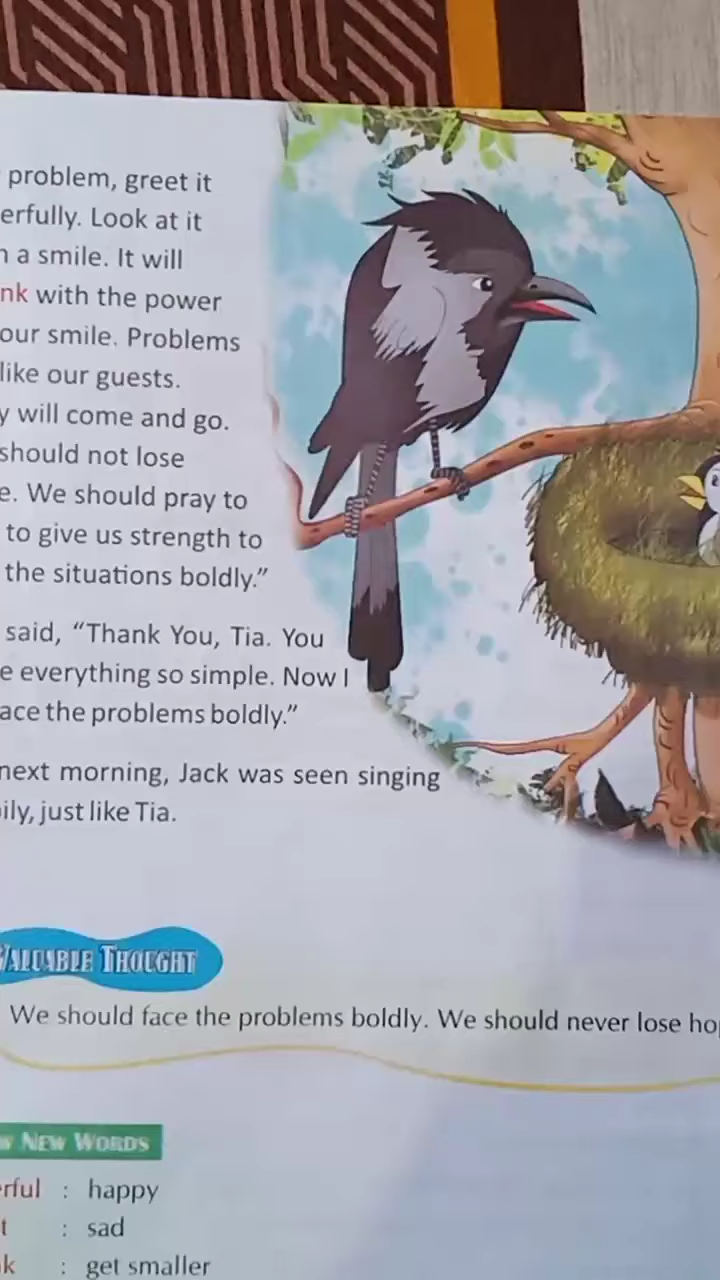 problem, greet it
erfully. Look at it
a smile. It will
nk with the power
our smile. Problems
like our guests.
y will come and go.
should not lose
e. We should pray to
to give us strength to
the situations boldly.”
said, “Thank You, Tia. You
e everything so simple. Now I
ace the problems boldly.”
next morning, Jack was seen singing
ily, just like Tia.
VALUABLE THOUGHT
We should face the problems boldly. We should never lose ho
W NEW WORDS
rful : happy
t : sad
k : get smaller